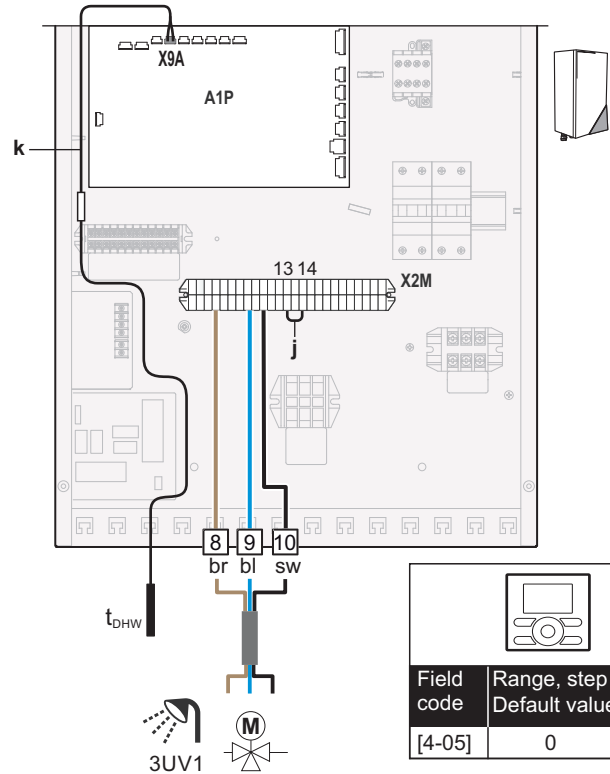 X9A
A1P
k
13 14
X2M
j
8 9 10
br bl sw
tDHW
M
3UV1
Field code
Range, step
Default value
[4-05]
0